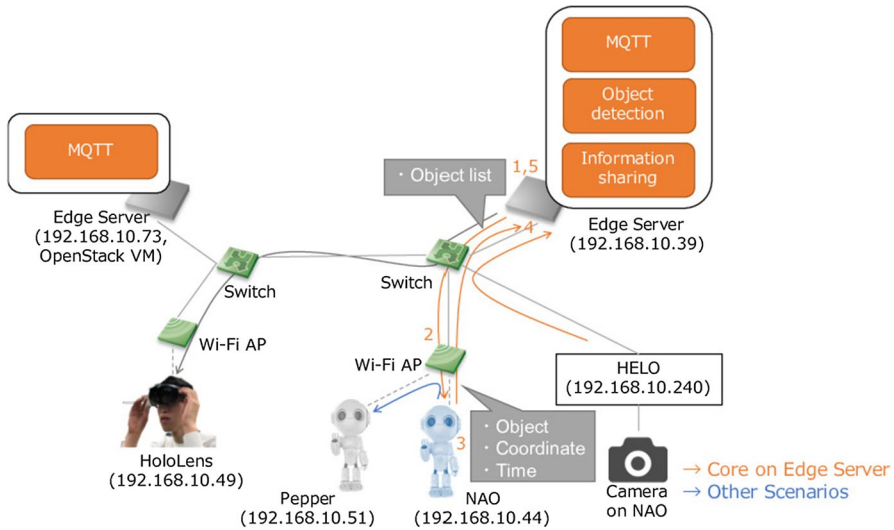 MQTT
Object
detection
Information
sharing
MQTT
・Object list
1,5
4
Edge Server
(192.168.10.73,
OpenStack VM)
Edge Server
(192.168.10.39)
Switch
Switch
2
Wi-Fi AP
Wi-Fi AP
HELO
(192.168.10.240)
・Object
・Coordinate
・Time
3
HoloLens
(192.168.10.49)
Pepper
(192.168.10.51)
NAO
(192.168.10.44)
Camera
on NAO
→ Core on Edge Server
→ Other Scenarios